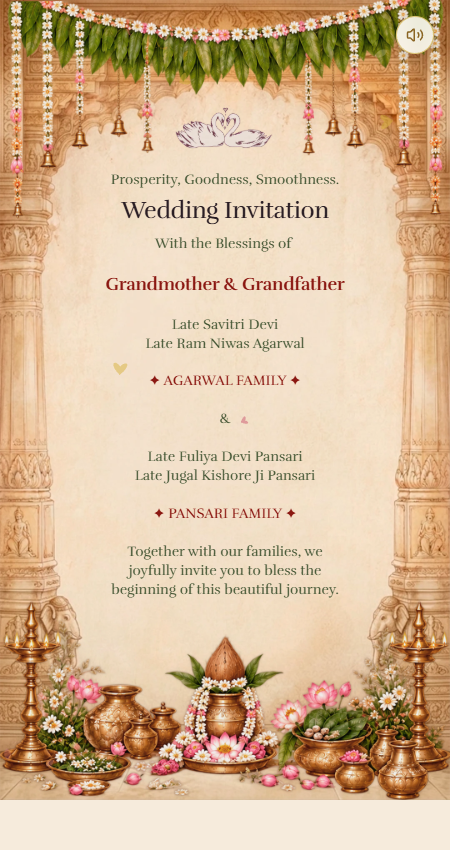 Prosperity, Goodness, Smoothness.
Wedding Invitation
With the Blessings of
Grandmother & Grandfather
Late Savitri Devi
Late Ram Niwas Agarwal
✦ AGARWAL FAMILY ✦
&
Late Fuliya Devi Pansari
Late Jugal Kishore Ji Pansari
✦ PANSARI FAMILY ✦
Together with our families, we
joyfully invite you to bless the
beginning of this beautiful journey.